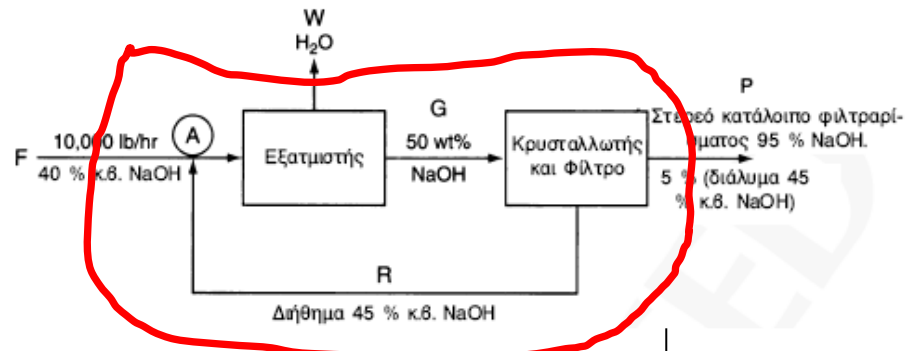 W
H₂O
P
G
Στερεό κατάλοιπο φιλτραρί-
σματος 95 % NaOH.
10,000 lb/hr
A
Εξατμιστής
50 wt%
Κρυσταλλωτής
και Φίλτρο
F
40 % κ.β. NaOH
NaOH
5 % (διάλυμα 45
% κ.β. NaOH)
R
Διήθημα 45 % κ.β. NaOH